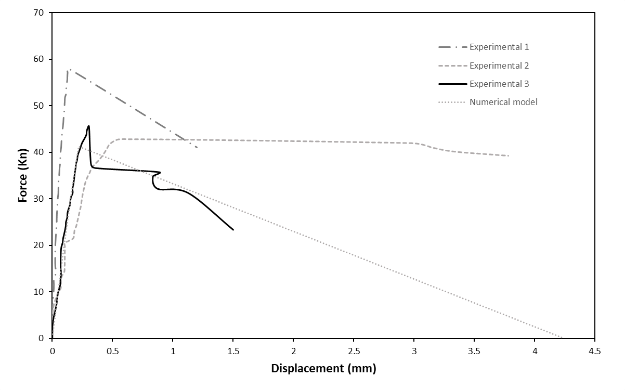 70
60
50
40
30
20
10
0
Force (Kn)
Experimental 1
Experimental 2
Experimental 3
Numerical model
0 0.5 1 1.5 2 2.5 3 3.5 4 4.5
Displacement (mm)